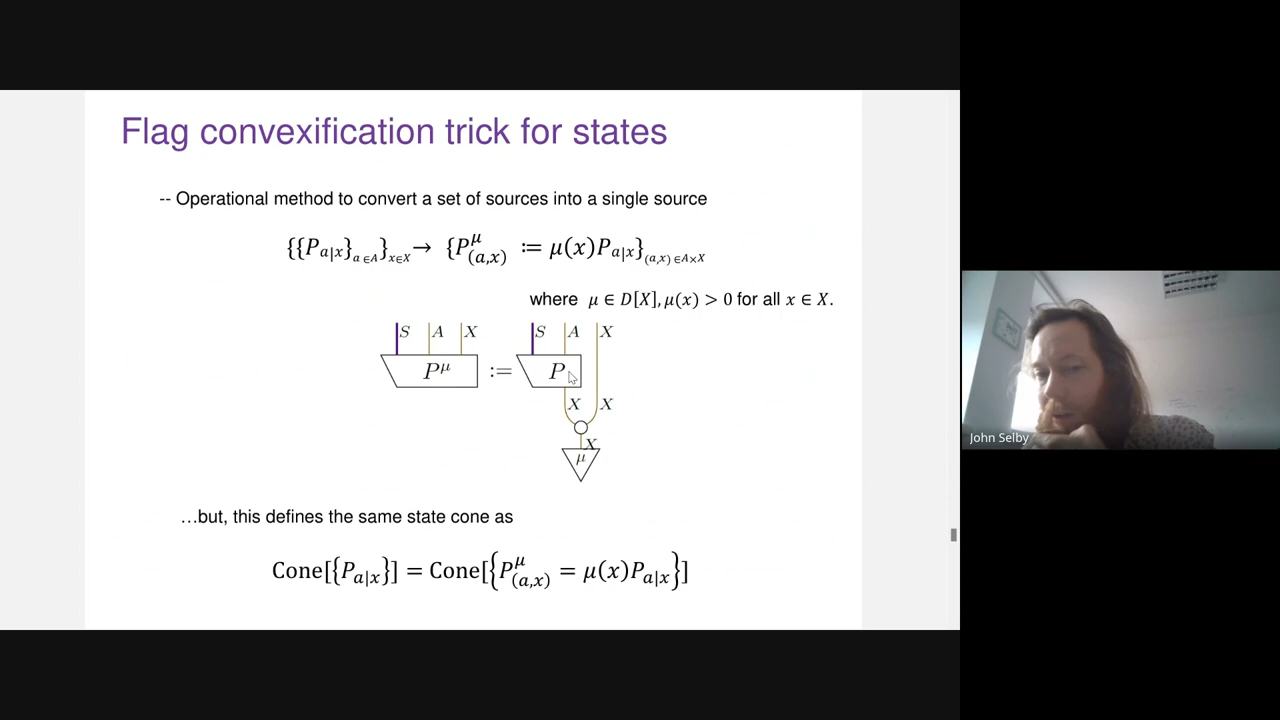 Flag convexification trick for states
-- Operational method to convert a set of sources into a single source
{{P_{a|x}}_{a∈A}}_{x∈X} → {P^μ_{(a,x)} ≔ μ(x)P_{a|x}}_{(a,x)∈A×X}
where μ ∈ D[X], μ(x) > 0 for all x ∈ X.
S A X S A X
P^μ := P
X X
X
μ
…but, this defines the same state cone as
Cone[{P_{a|x}}] = Cone[{P^μ_{(a,x)} = μ(x)P_{a|x}}]
John Selby